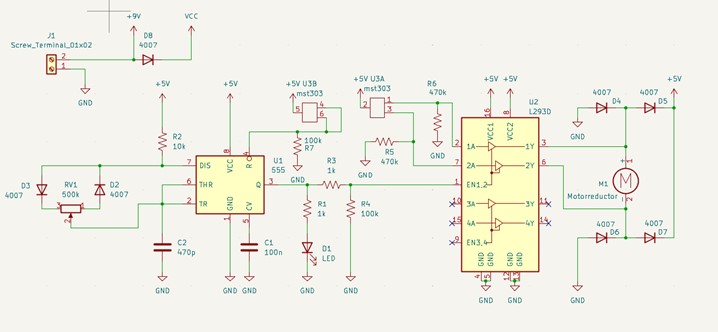 +9V
VCC
J1
Screw_Terminal_01x02
2
1
D8
4007
GND
+5V
+5V
+5V
U3B
mst303
5
4
6
+5V
U3A
mst303
2
1
3
R6
470k
+5V
+5V
U2
L293D
4007
D4
4007
D5
+5V
GND
R2
10k
100k
R7
GND
R5
470k
GND
GND
16
8
VCC1
VCC2
2
1A
1Y
3
7
2A
2Y
6
1
EN1,2
10
3A
3Y
11
15
4A
4Y
14
9
EN3,4
GND
GND
GND
GND
4
5
13
12
GND
GND
7
DIS
6
THR
2
TR
8
VCC
4
R
U1
555
Q
3
GND
1
CV
5
D3
4007
RV1
500k
1
3
2
D2
4007
R3
1k
R1
1k
R4
100k
C2
470p
C1
100n
D1
LED
GND
GND
GND
GND
GND
M1
Motorreductor
+
1
-
2
4007
D6
4007
D7
GND